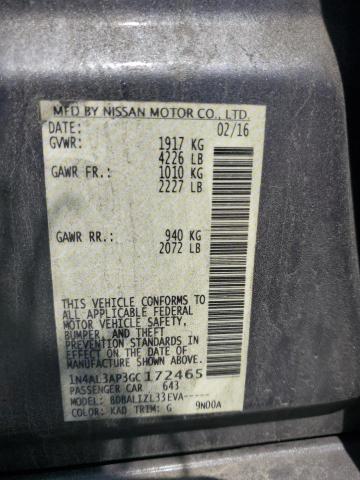 MFD BY NISSAN MOTOR CO., LTD.
DATE: 02/16
GVWR: 1917 KG
4226 LB
GAWR FR.: 1010 KG
2227 LB
GAWR RR.: 940 KG
2072 LB
THIS VEHICLE CONFORMS
TO ALL APPLICABLE FEDERAL
MOTOR VEHICLE SAFETY,
BUMPER, AND THEFT
PREVENTION STANDARDS
IN EFFECT ON THE DATE OF
MANUFACTURE SHOWN ABOVE.
1N4AL3AP3GC172465
PASSENGER CAR 643
MODEL: BDBALIZL33EVA-----
COLOR: KAD TRIM: G 9N00A